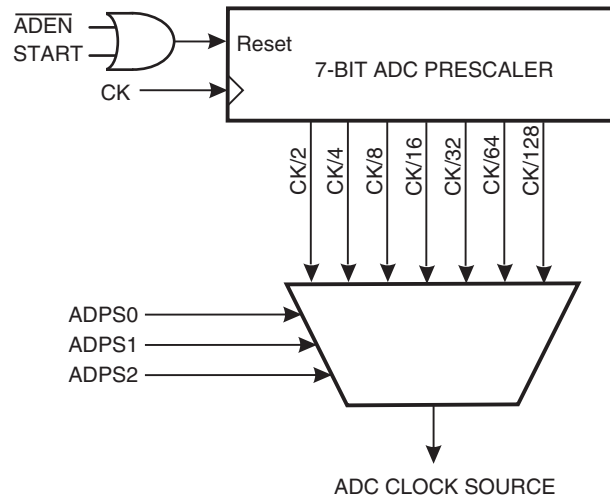 ADEN
START
Reset
7-BIT ADC PRESCALER
CK
CK/2
CK/4
CK/8
CK/16
CK/32
CK/64
CK/128
ADPS0
ADPS1
ADPS2
ADC CLOCK SOURCE